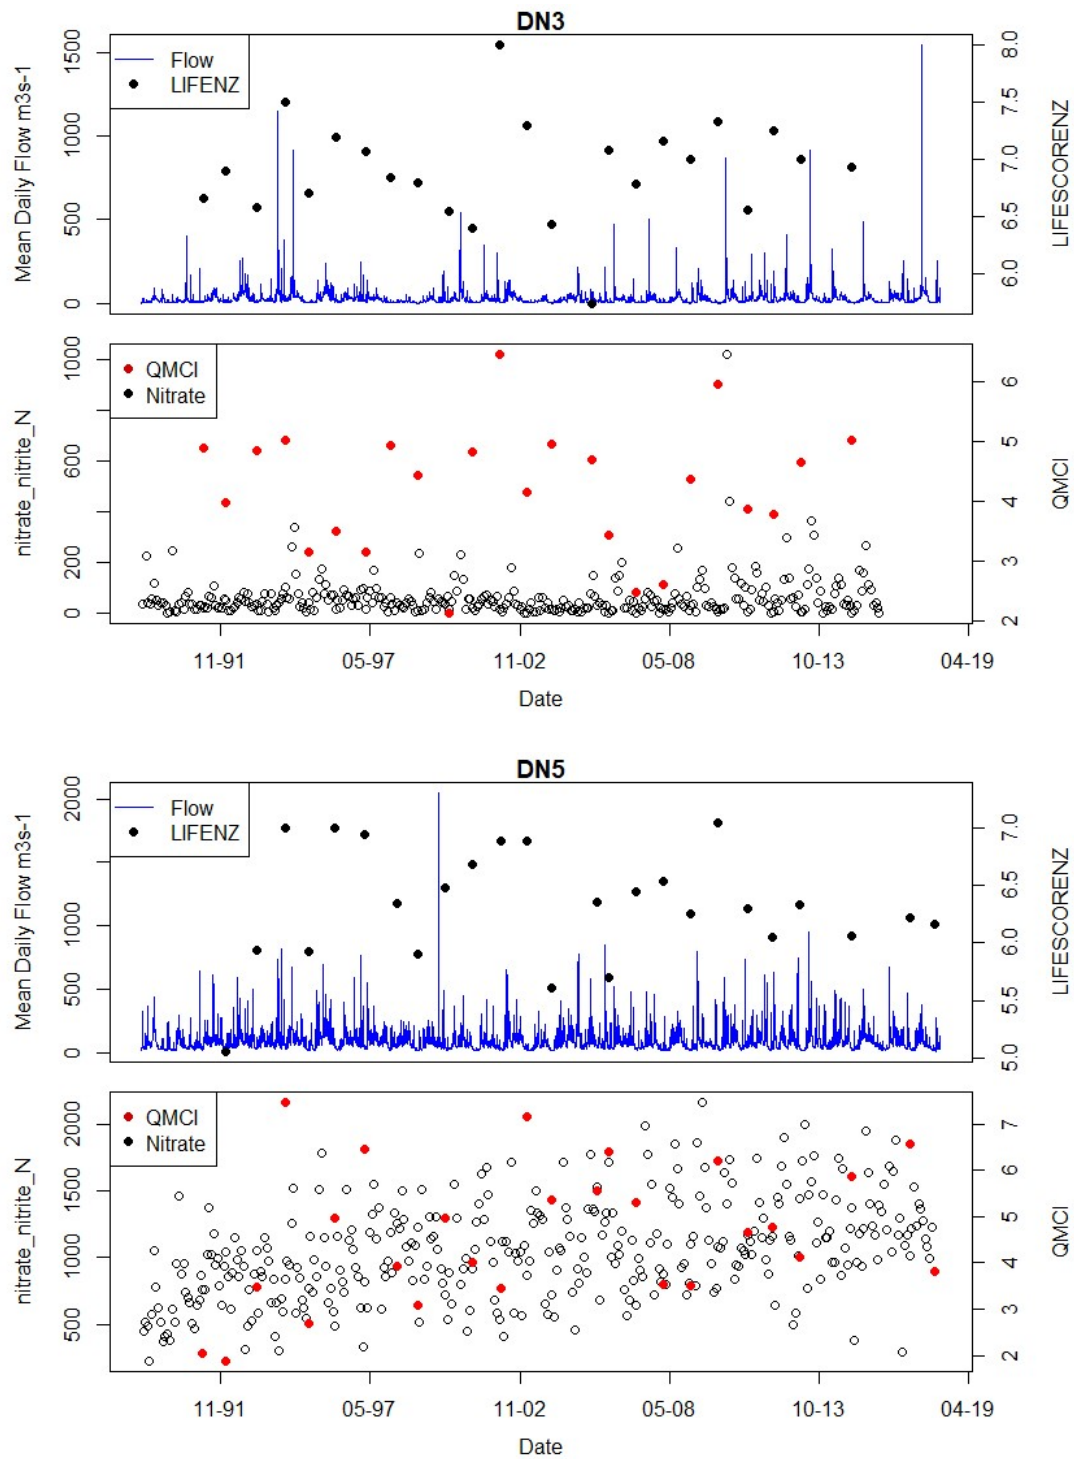 DN3
Mean Daily Flow m3s-1
0 500 1000 1500
Flow
LIFENZ
6.0 6.5 7.0 7.5 8.0
LIFESCORENZ
nitrate_nitrite_N
0 200 600 1000
QMCI
Nitrate
2 3 4 5 6
QMCI
11-91 05-97 11-02 05-08 10-13 04-19
Date
DN5
Mean Daily Flow m3s-1
0 500 1000 2000
Flow
LIFENZ
5.0 5.5 6.0 6.5 7.0
LIFESCORENZ
nitrate_nitrite_N
500 1000 1500 2000
QMCI
Nitrate
2 3 4 5 6 7
QMCI
11-91 05-97 11-02 05-08 10-13 04-19
Date